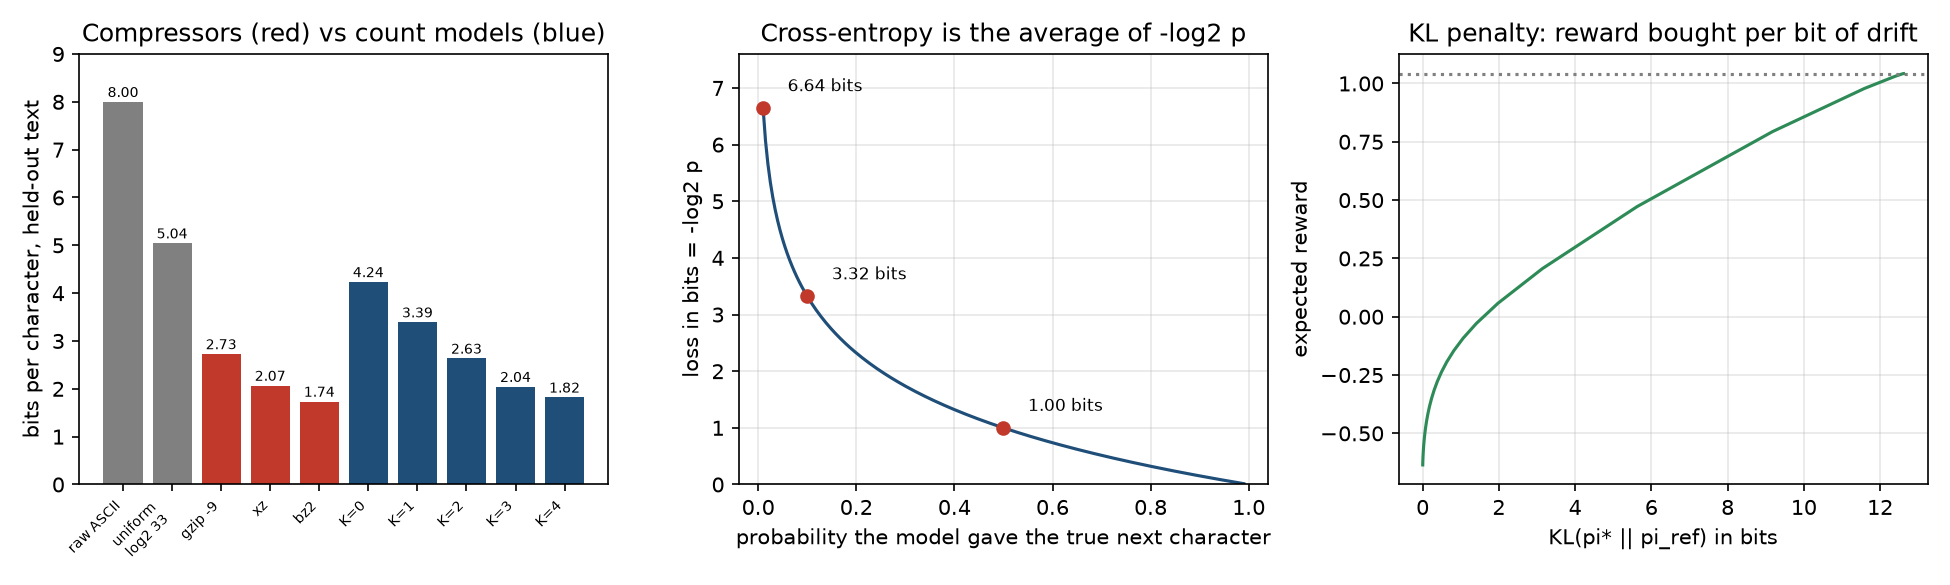 Compressors (red) vs count models (blue)
bits per character, held-out text
9
8
7
6
5
4
3
2
1
0
8.00
5.04
2.73
2.07
1.74
4.24
3.39
2.63
2.04
1.82
raw ASCII
uniform
log2 33
gzip -9
xz
bz2
K=0
K=1
K=2
K=3
K=4
Cross-entropy is the average of -log2 p
loss in bits = -log2 p
7
6
5
4
3
2
1
0
6.64 bits
3.32 bits
1.00 bits
0.0
0.2
0.4
0.6
0.8
1.0
probability the model gave the true next character
KL penalty: reward bought per bit of drift
expected reward
1.00
0.75
0.50
0.25
0.00
−0.25
−0.50
0
2
4
6
8
10
12
KL(pi* || pi_ref) in bits